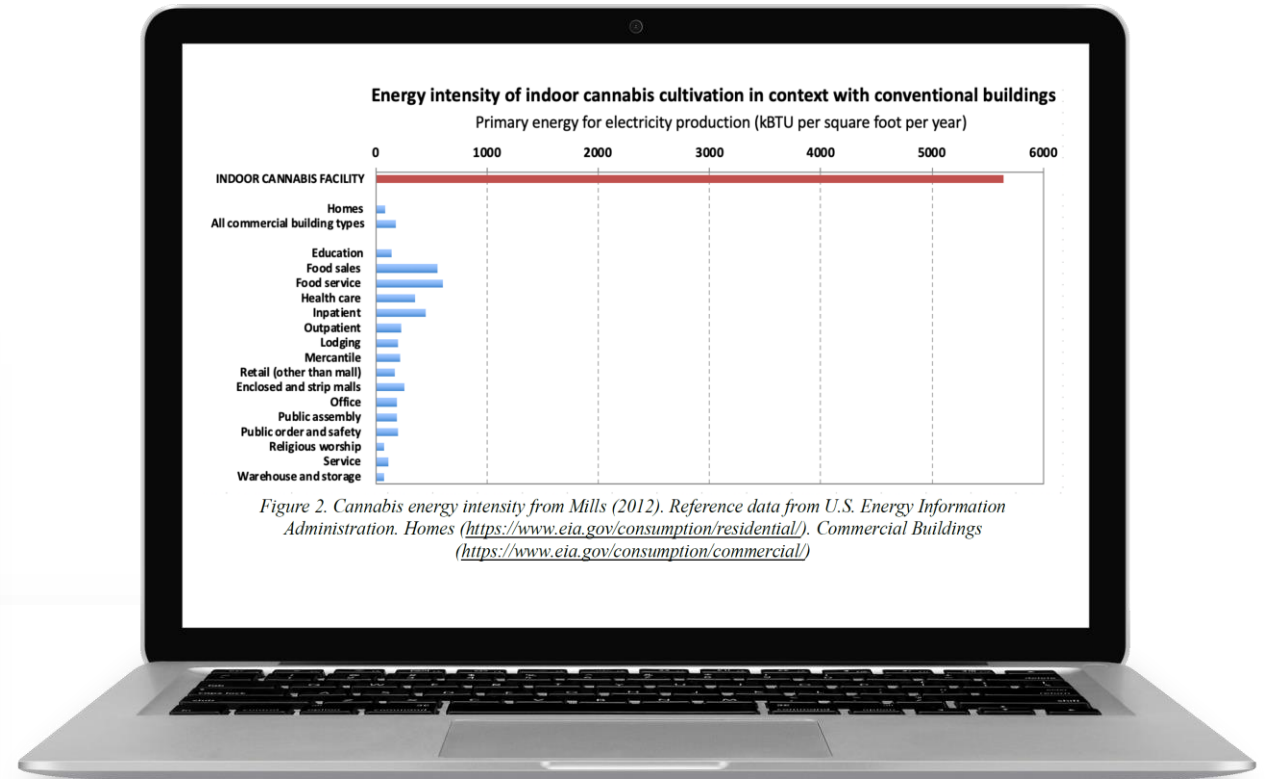 Energy intensity of indoor cannabis cultivation in context with conventional buildings
Primary energy for electricity production (kBTU per square foot per year)
0 1000 2000 3000 4000 5000 6000
INDOOR CANNABIS FACILITY
Homes
All commercial building types
Education
Food sales
Food service
Health care
Inpatient
Outpatient
Lodging
Mercantile
Retail (other than mall)
Enclosed and strip malls
Office
Public assembly
Public order and safety
Religious worship
Service
Warehouse and storage
Figure 2. Cannabis energy intensity from Mills (2012). Reference data from U.S. Energy Information
Administration. Homes (https://www.eia.gov/consumption/residential/). Commercial Buildings
(https://www.eia.gov/consumption/commercial/)